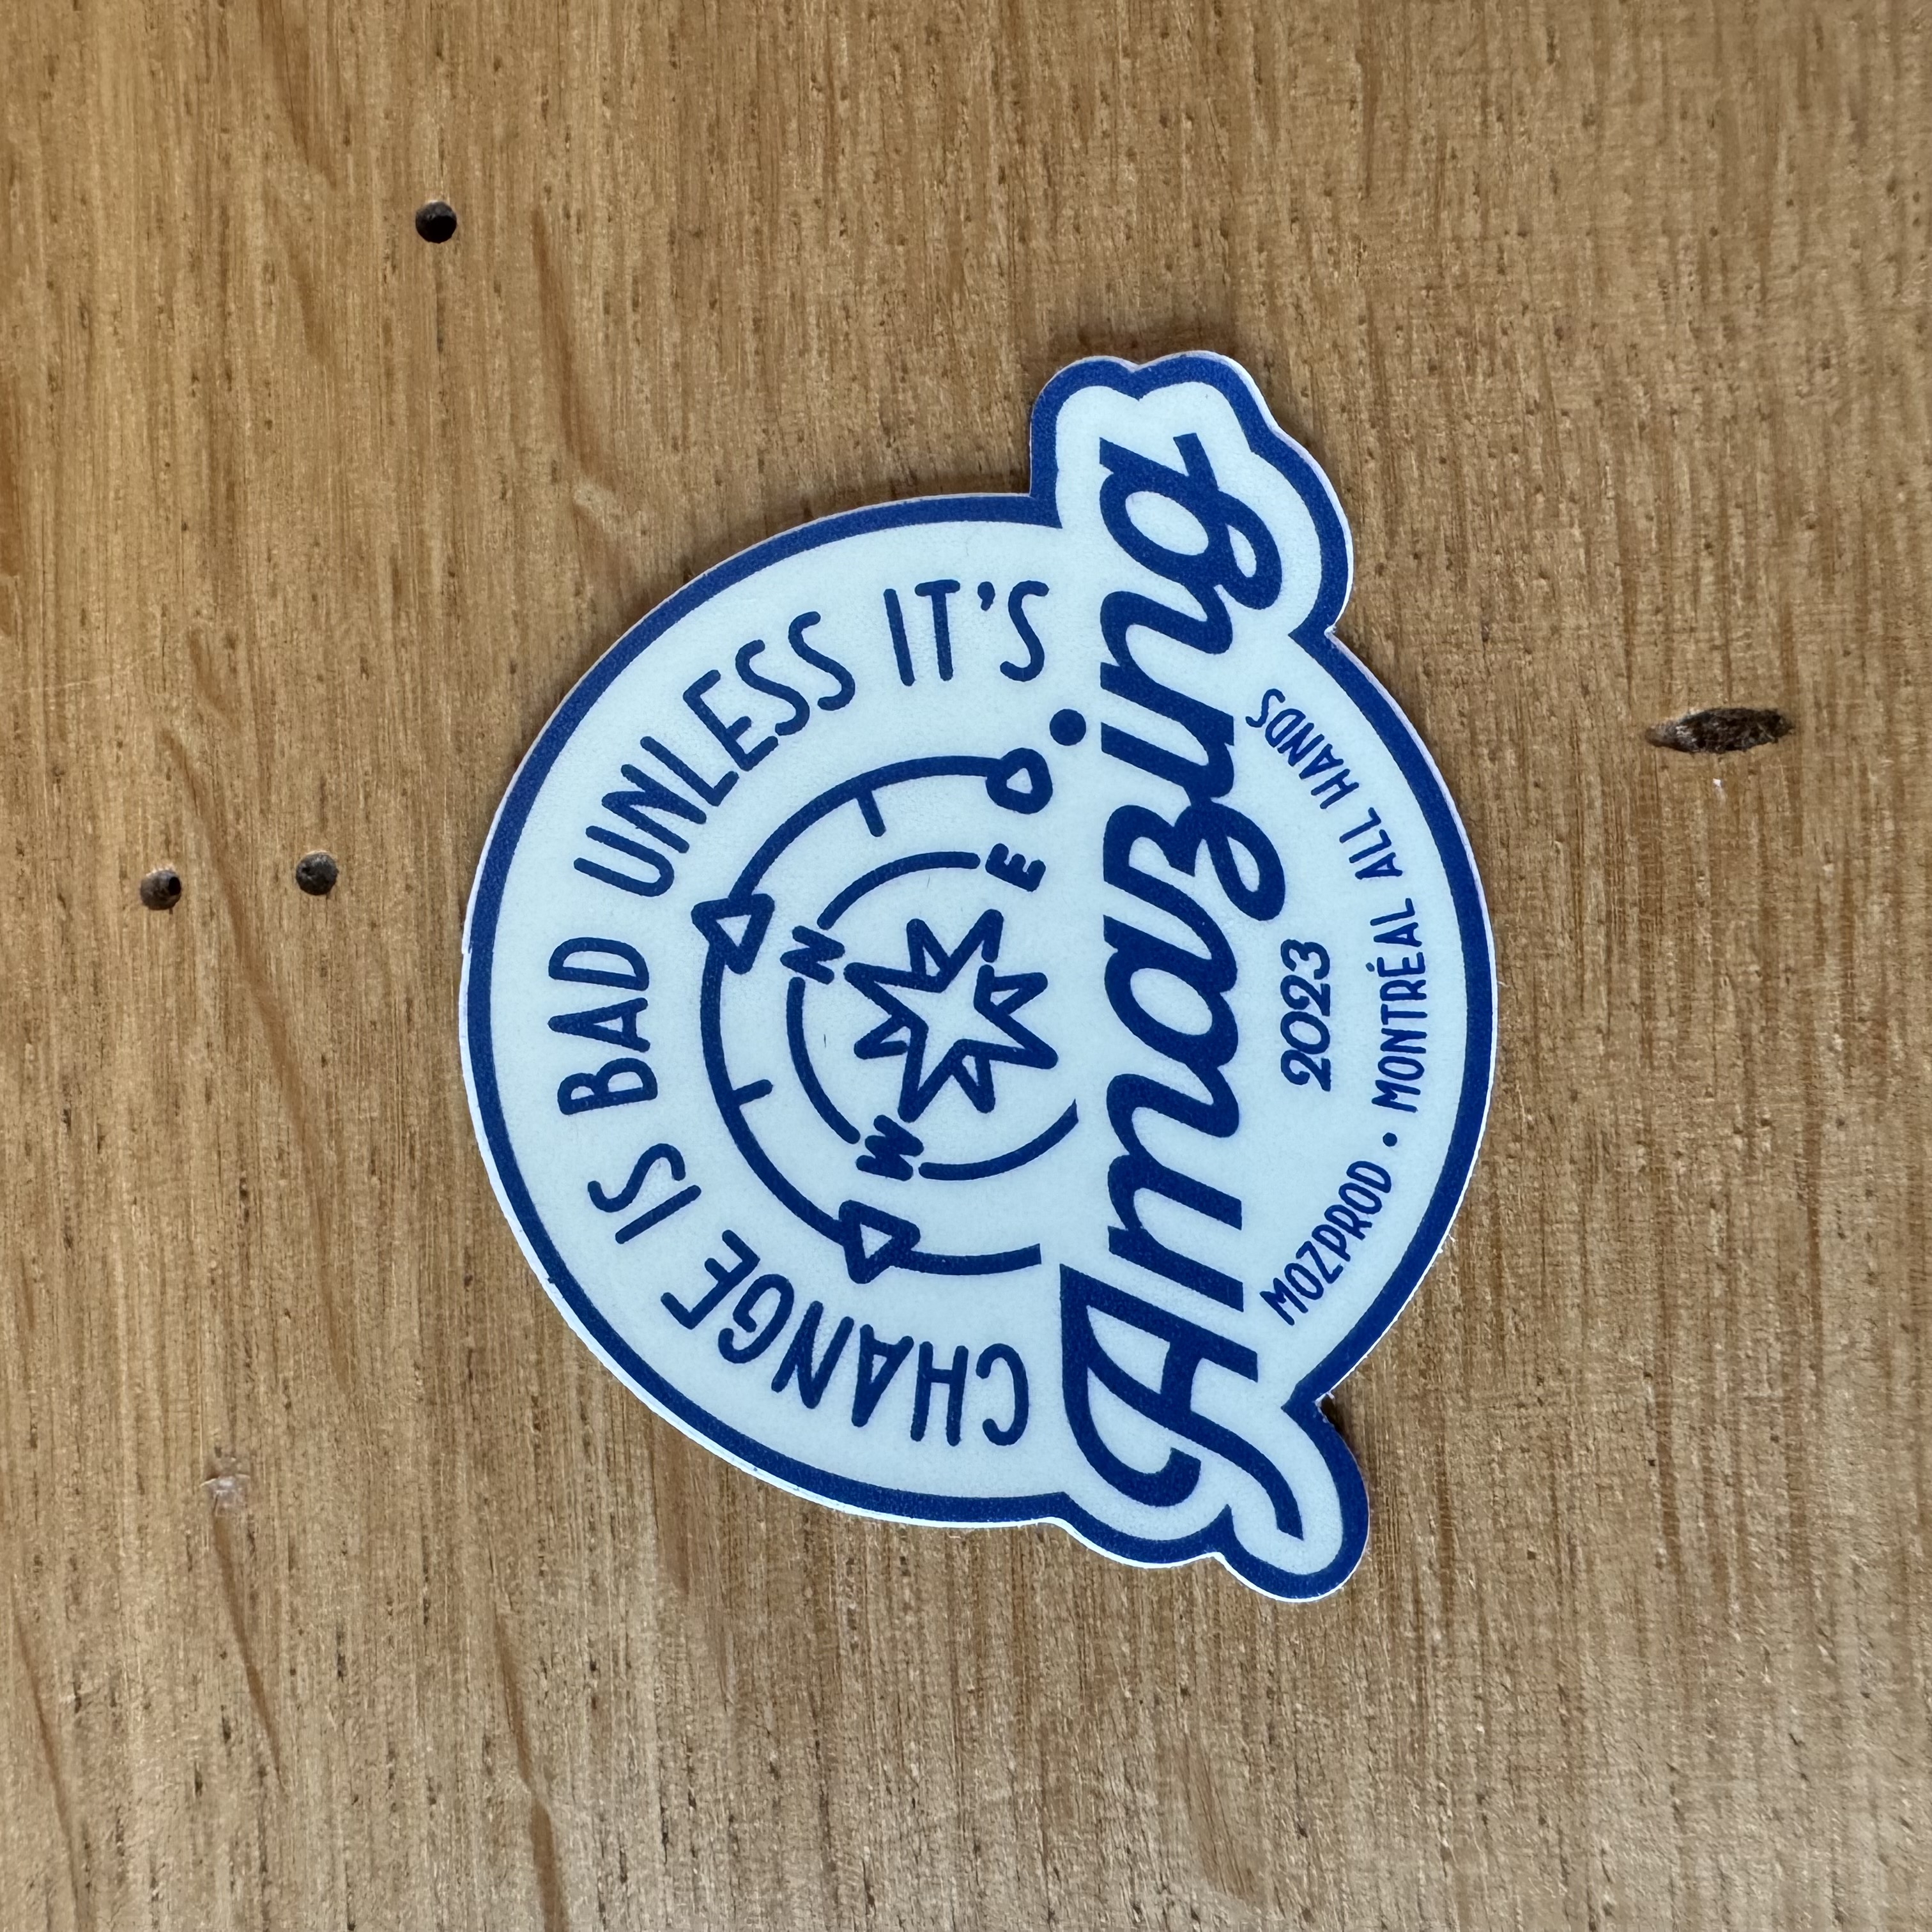 CHANGE IS BAD UNLESS IT'S
N
W
E
Amazing
2023
MOZPROD • MONTRÉAL ALL HANDS